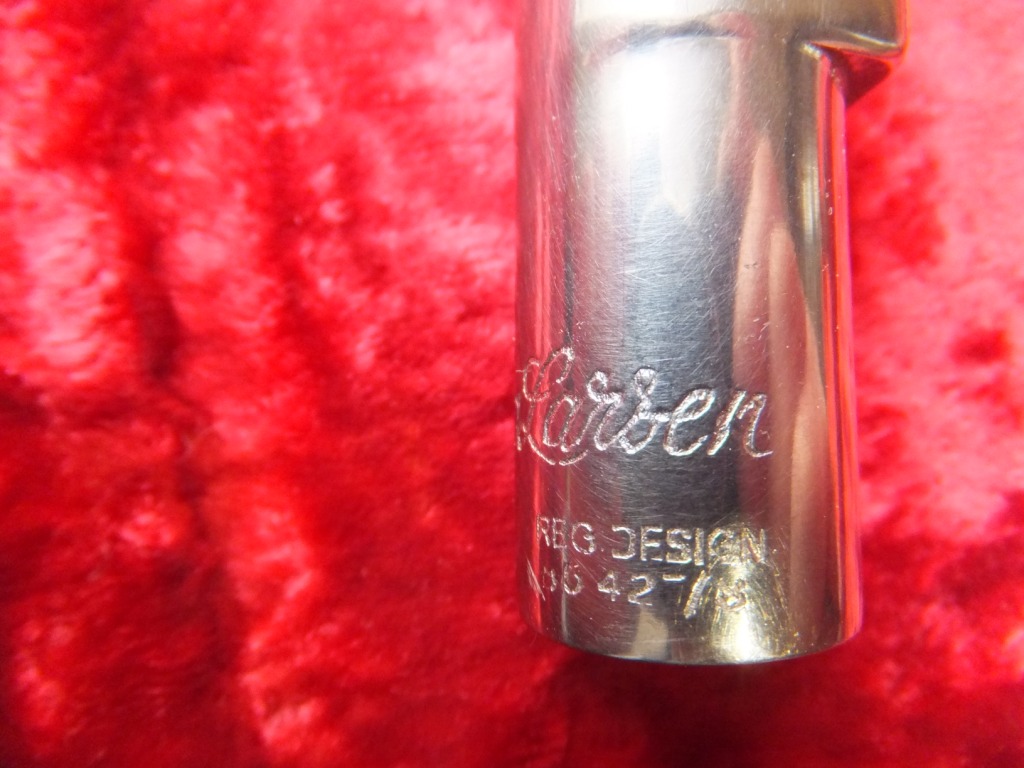 Larsen
REG. DESIGN
42